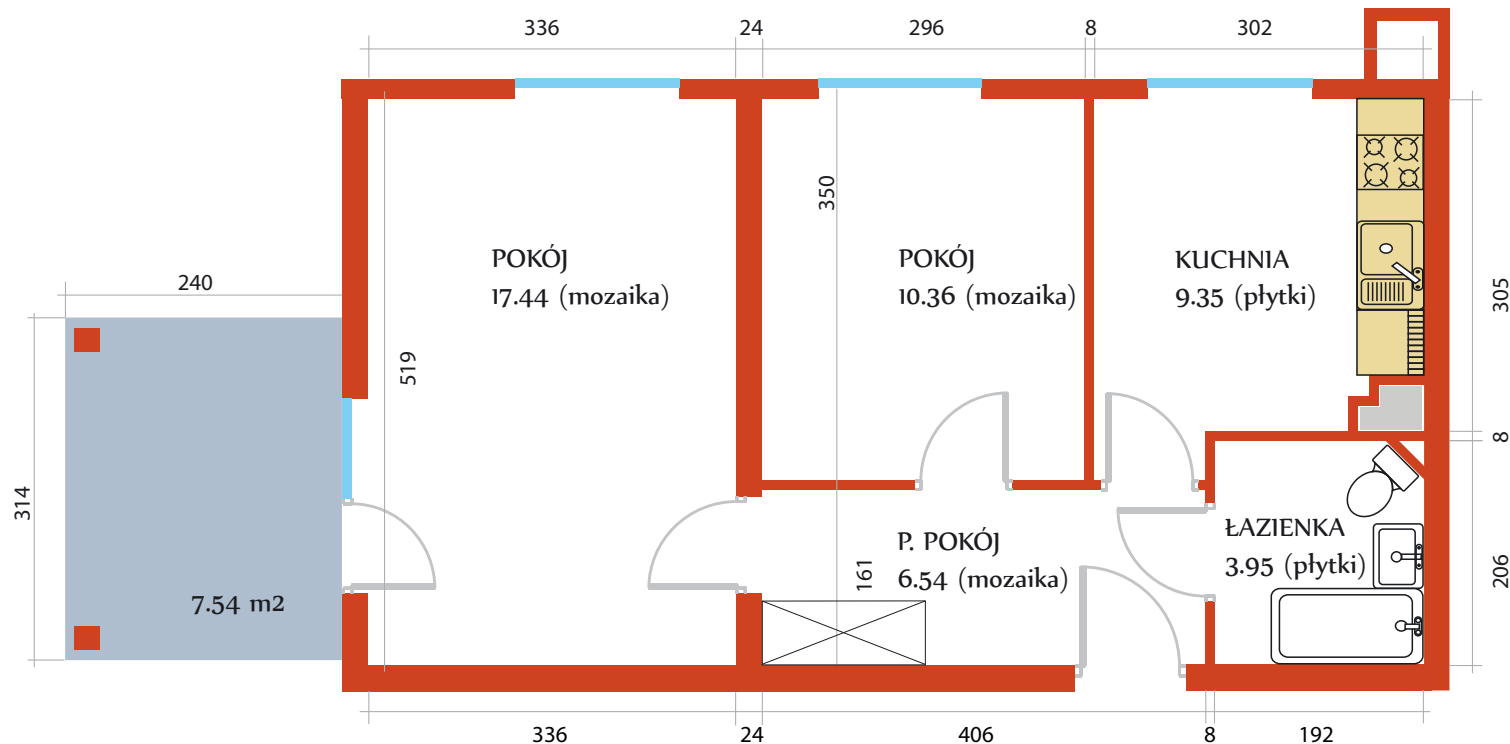 336
24
296
8
302
350
POKÓJ
17.44 (mozaika)
POKÓJ
10.36 (mozaika)
KUCHNIA
9.35 (płytki)
240
305
519
8
314
P. POKÓJ
6.54 (mozaika)
161
ŁAZIENKA
3.95 (płytki)
206
7.54 m2
336
24
406
8
192